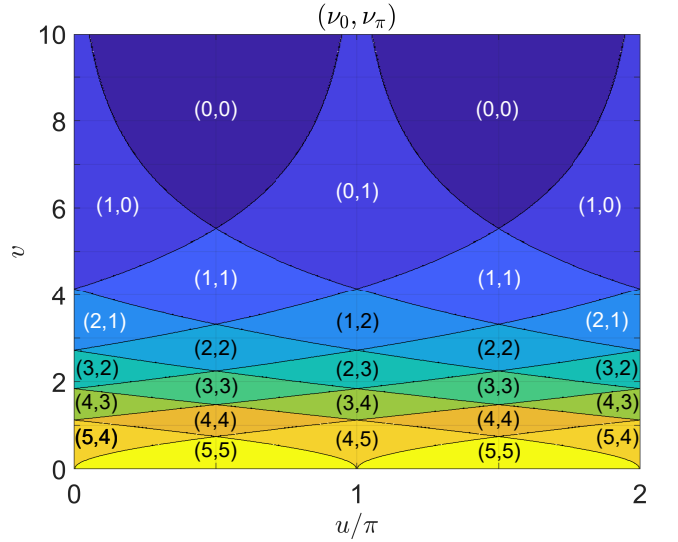 (ν₀, ν_π)
10
(0,0) (0,0)
8
(1,0) (0,1) (1,0)
6
v
(1,1) (1,1)
4
(2,1) (1,2) (2,1)
(2,2) (2,2)
(3,2) (2,3) (3,2)
2
(3,3) (3,3)
(4,3) (3,4) (4,3)
(4,4) (4,4)
(5,4) (4,5) (5,4)
(5,5) (5,5)
0
0 1 2
u/π